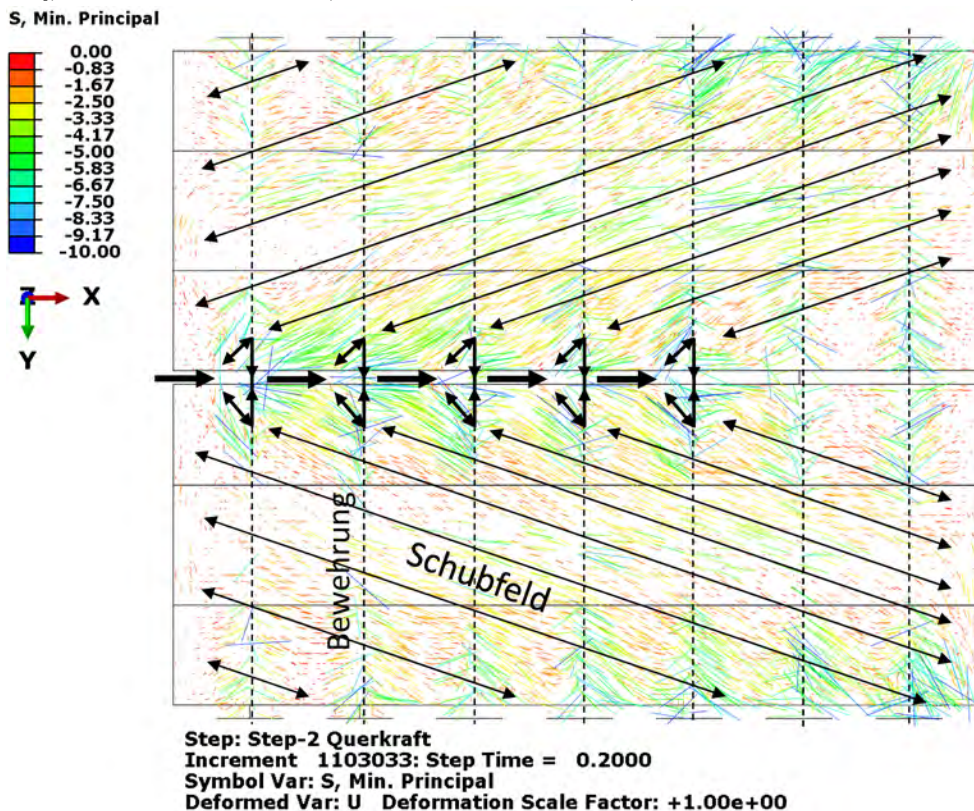 S, Min. Principal
0.00
-0.83
-1.67
-2.50
-3.33
-4.17
-5.00
-5.83
-6.67
-7.50
-8.33
-9.17
-10.00
Z X
Y
Bewehrung
Schubfeld
Step: Step-2 Querkraft
Increment 1103033: Step Time = 0.2000
Symbol Var: S, Min. Principal
Deformed Var: U Deformation Scale Factor: +1.00e+00